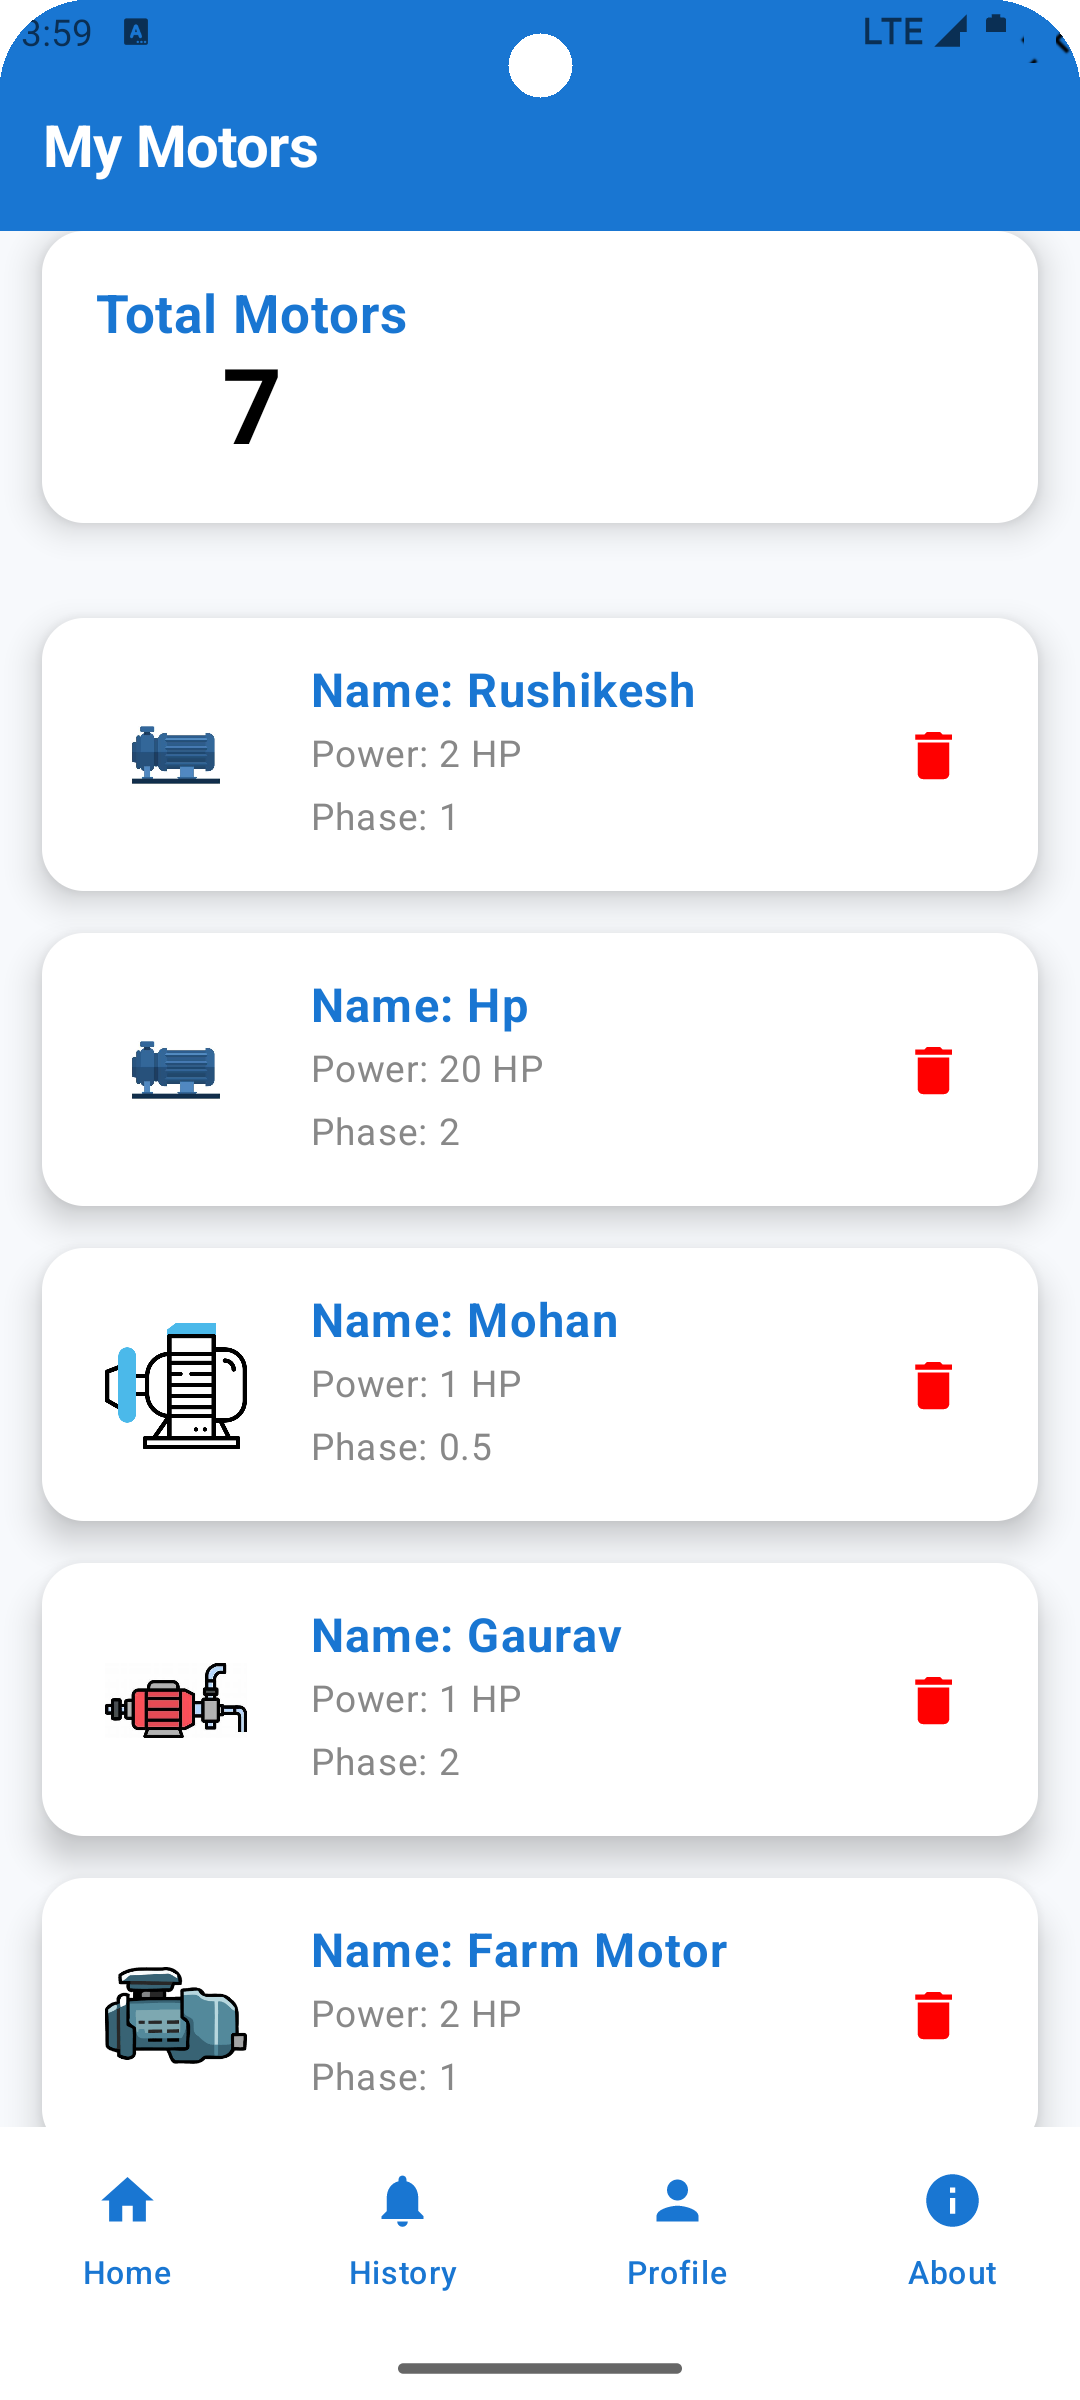 3:59
A
LTE
My Motors
Total Motors
7
Name: Rushikesh
Power: 2 HP
Phase: 1
Name: Hp
Power: 20 HP
Phase: 2
Name: Mohan
Power: 1 HP
Phase: 0.5
Name: Gaurav
Power: 1 HP
Phase: 2
Name: Farm Motor
Power: 2 HP
Phase: 1
Home
History
Profile
About